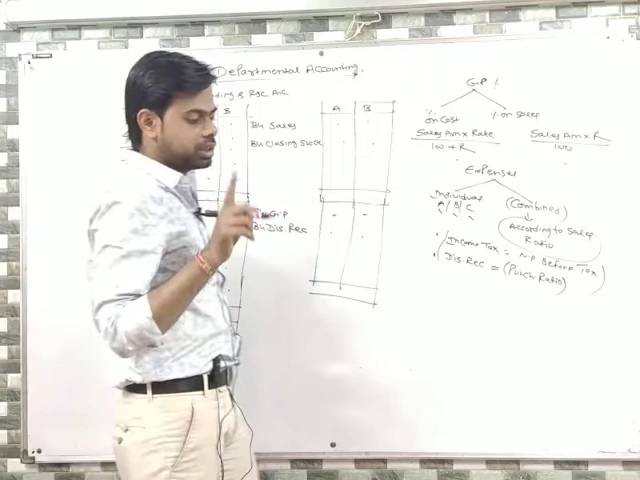 Departmental Accounting.
ding & P&L A/C
B
By Sales
By Closing Stock
G.P
By Dis. Rec
A B
G.P %
% on Cost
% on Sales
Sales Am x Rate
100 + R
Sales Am x R
100
Expenses
Individual
A / B / C
(Combined)
According to Sales
Ratio
Income Tax = N.P Before Tax
Dis. Rec = (Purch Ratio)